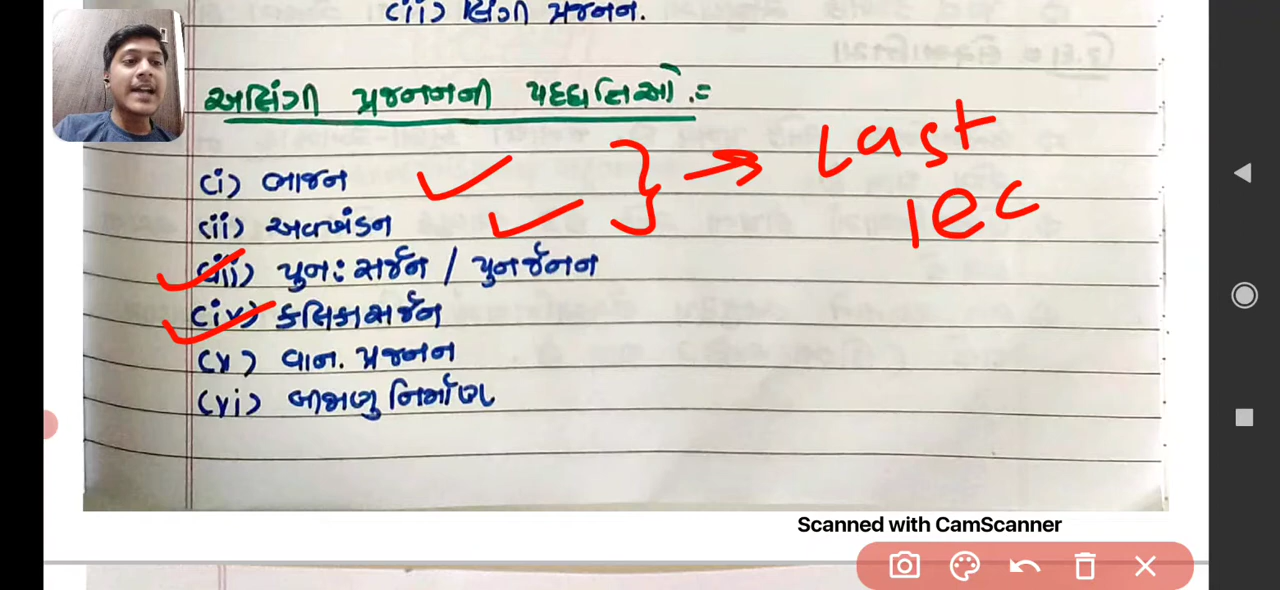 (ii) લિંગી પ્રજનન.
અલિંગી પ્રજનનની પદ્ધતિઓ :-
(i) ભાજન
(ii) અવખંડન
(iii) પુનઃસર્જન / પુનર્જનન
(iv) કલિકાસર્જન
(v) વાન. પ્રજનન
(vi) બીજાણુ નિર્માણ
Last
lec
Scanned with CamScanner